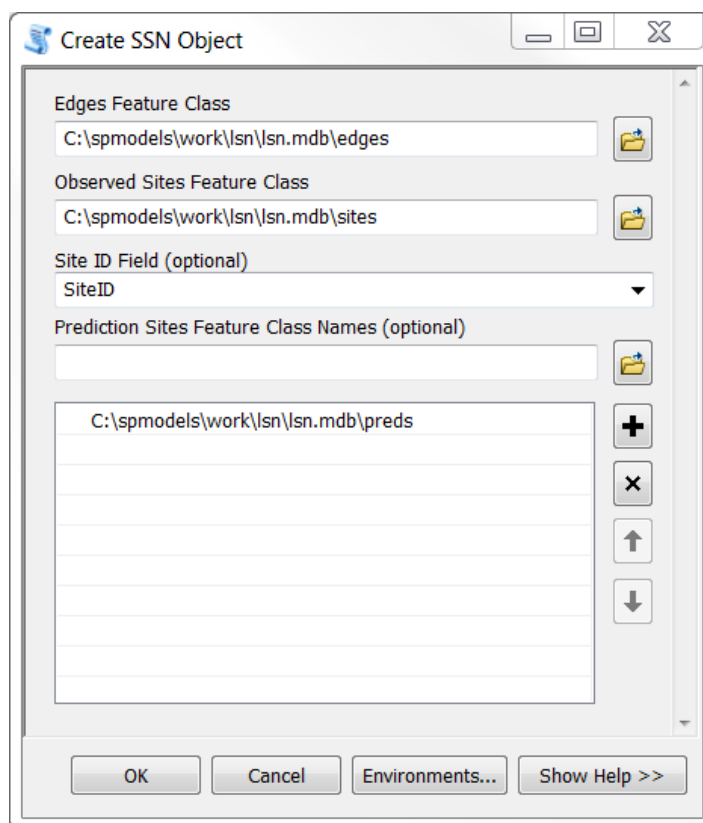 Create SSN Object
Edges Feature Class
C:\spmodels\work\lsn\lsn.mdb\edges
Observed Sites Feature Class
C:\spmodels\work\lsn\lsn.mdb\sites
Site ID Field (optional)
SiteID
Prediction Sites Feature Class Names (optional)
C:\spmodels\work\lsn\lsn.mdb\preds
OK Cancel Environments... Show Help >>